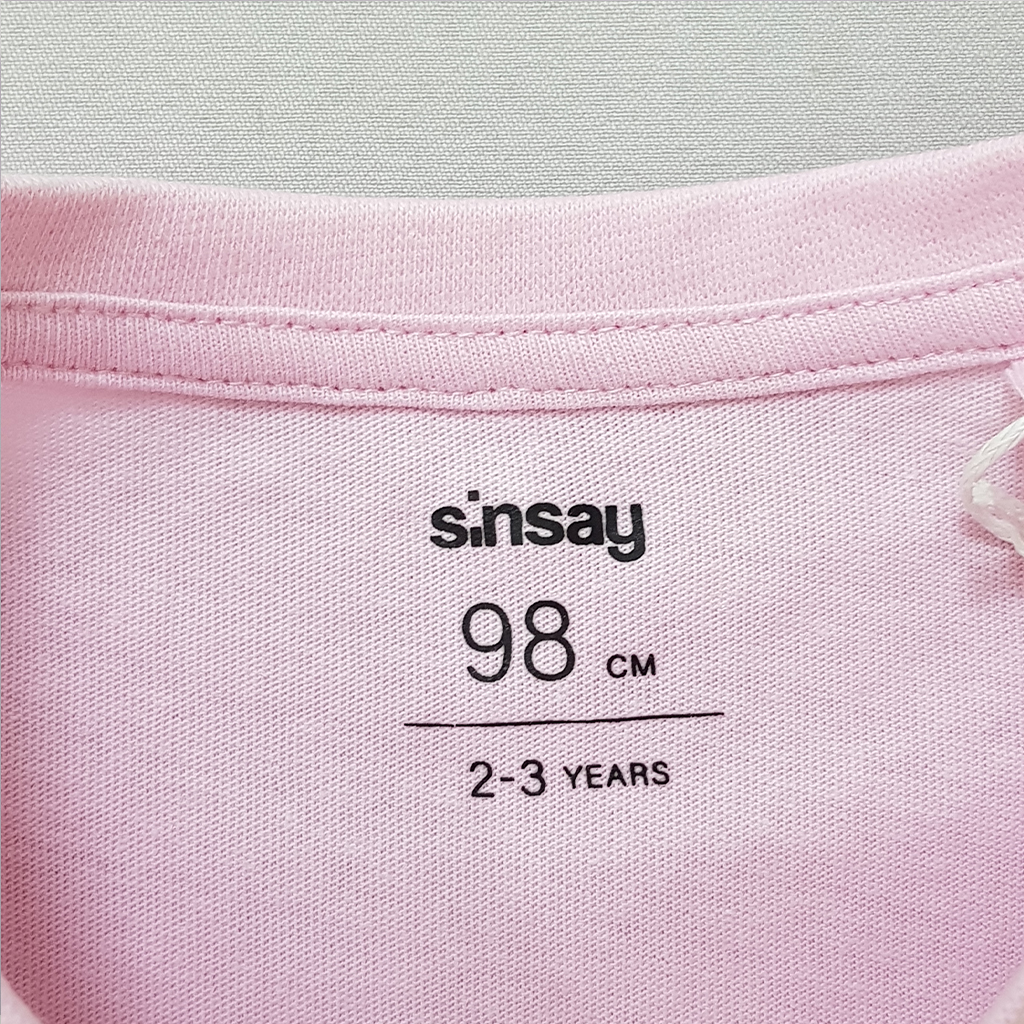 sinsay
98 CM
2-3 YEARS